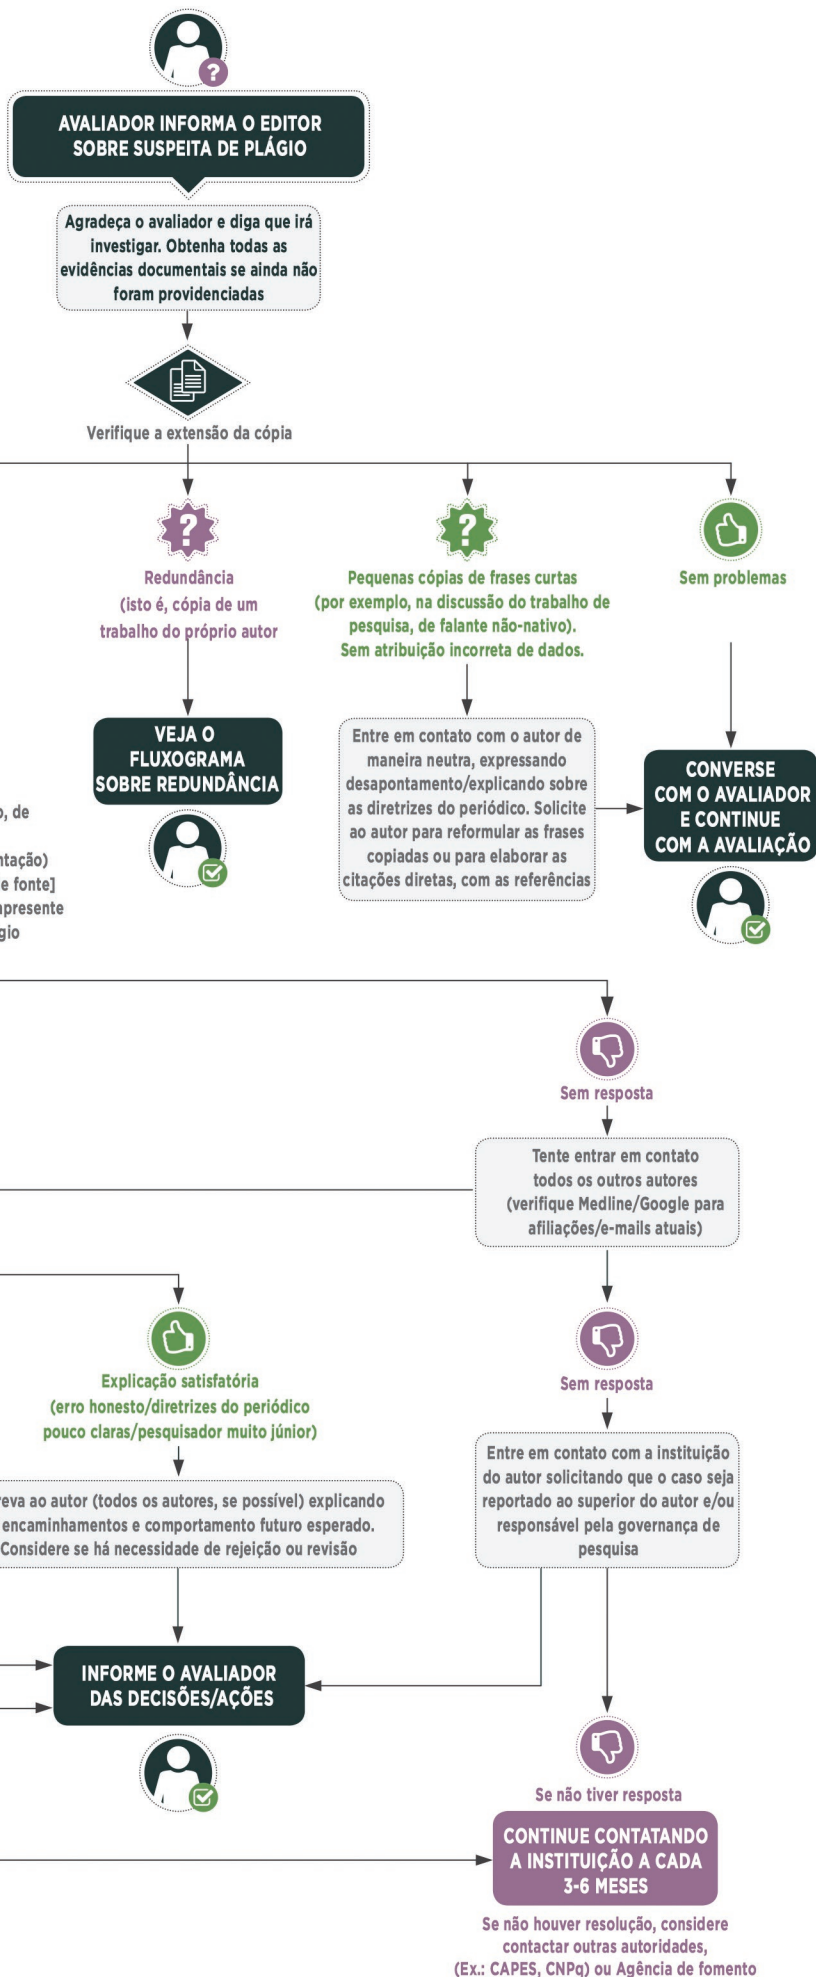 ?
AVALIADOR INFORMA O EDITOR
SOBRE SUSPEITA DE PLÁGIO
Agradeça o avaliador e diga que irá
investigar. Obtenha todas as
evidências documentais se ainda não
foram providenciadas
Verifique a extensão da cópia
?
Redundância
(isto é, cópia de um
trabalho do próprio autor
VEJA O
FLUXOGRAMA
SOBRE REDUNDÂNCIA
?
Pequenas cópias de frases curtas
(por exemplo, na discussão do trabalho de
pesquisa, de falante não-nativo).
Sem atribuição incorreta de dados.
Entre em contato com o autor de
maneira neutra, expressando
desapontamento/explicando sobre
as diretrizes do periódico. Solicite
ao autor para reformular as frases
copiadas ou para elaborar as
citações diretas, com as referências
Sem problemas
CONVERSE
COM O AVALIADOR
E CONTINUE
COM A AVALIAÇÃO
o, de
ntação)
e fonte]
apresente
gio
Sem resposta
Tente entrar em contato
todos os outros autores
(verifique Medline/Google para
afiliações/e-mails atuais)
Sem resposta
Entre em contato com a instituição
do autor solicitando que o caso seja
reportado ao superior do autor e/ou
responsável pela governança de
pesquisa
Explicação satisfatória
(erro honesto/diretrizes do periódico
pouco claras/pesquisador muito júnior)
reva ao autor (todos os autores, se possível) explicando
encaminhamentos e comportamento futuro esperado.
Considere se há necessidade de rejeição ou revisão
INFORME O AVALIADOR
DAS DECISÕES/AÇÕES
Se não tiver resposta
CONTINUE CONTATANDO
A INSTITUIÇÃO A CADA
3-6 MESES
Se não houver resolução, considere
contactar outras autoridades,
(Ex.: CAPES, CNPq) ou Agência de fomento